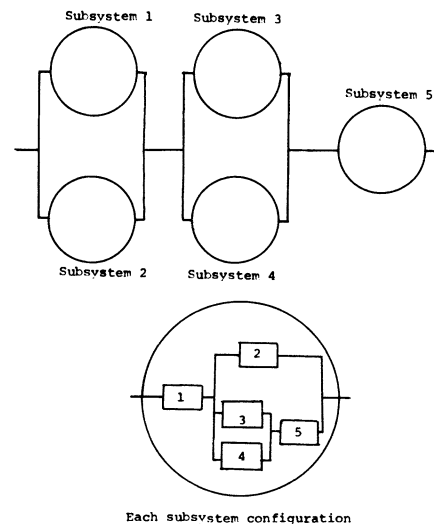 Subsystem 1
Subsystem 3
Subsystem 5
Subsystem 2
Subsystem 4
2
1
3
5
4
Each subsystem configuration